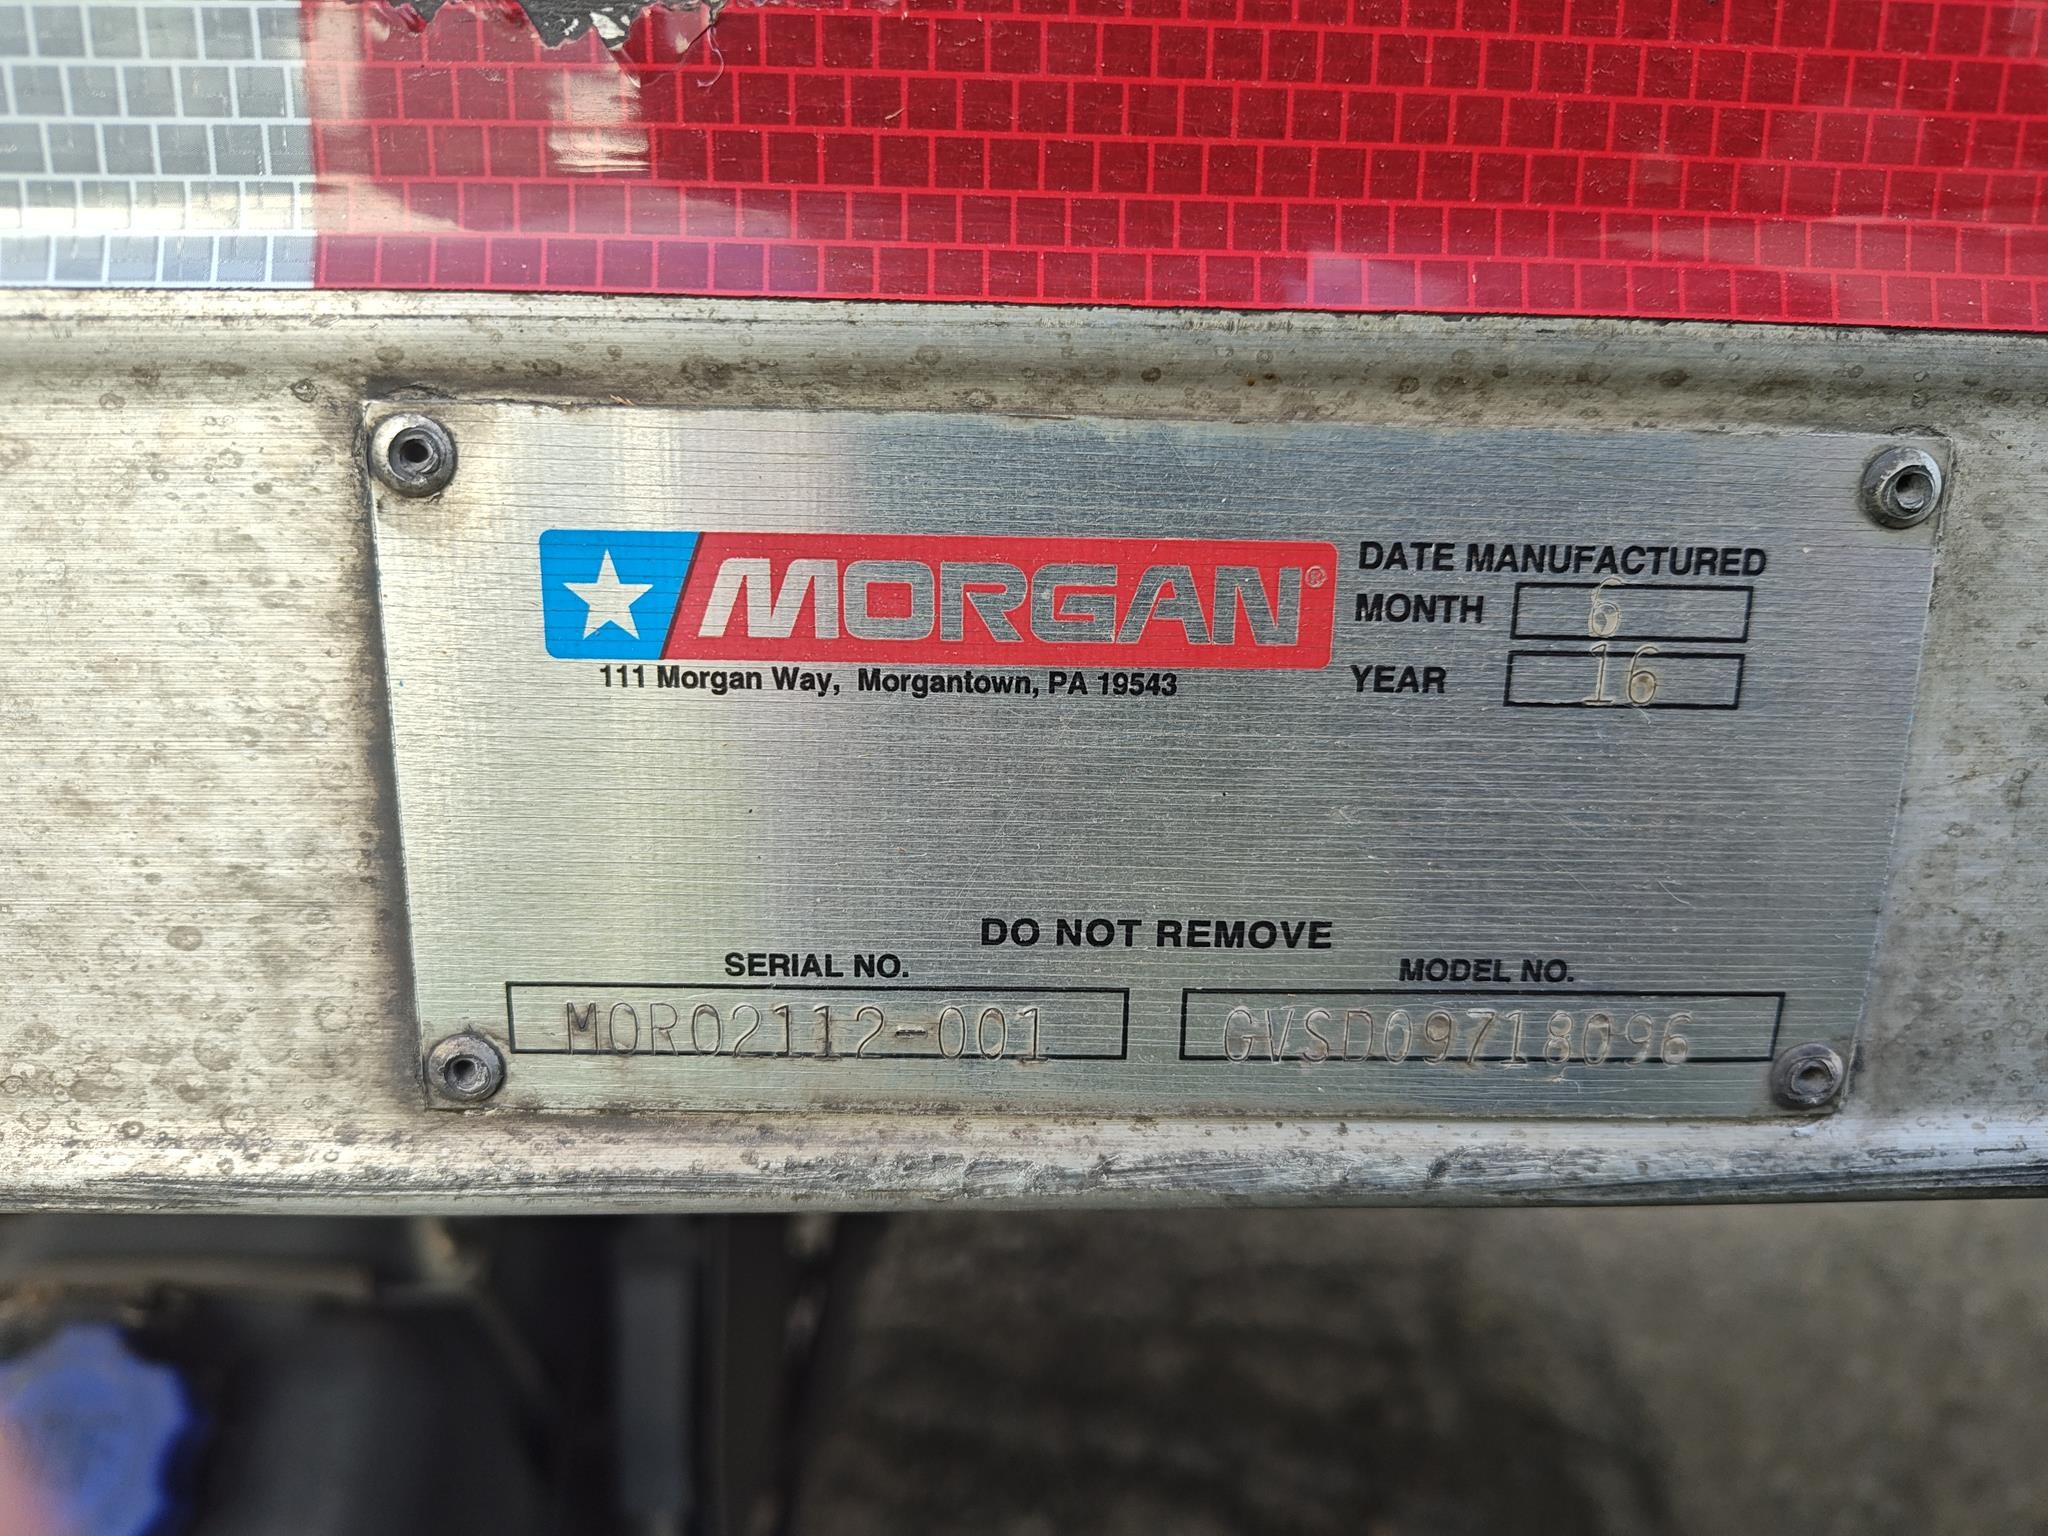 MORGAN®
111 Morgan Way, Morgantown, PA 19543
DATE MANUFACTURED
MONTH 6
YEAR 16
DO NOT REMOVE
SERIAL NO.
MOR02112-001
MODEL NO.
GVSD09718096